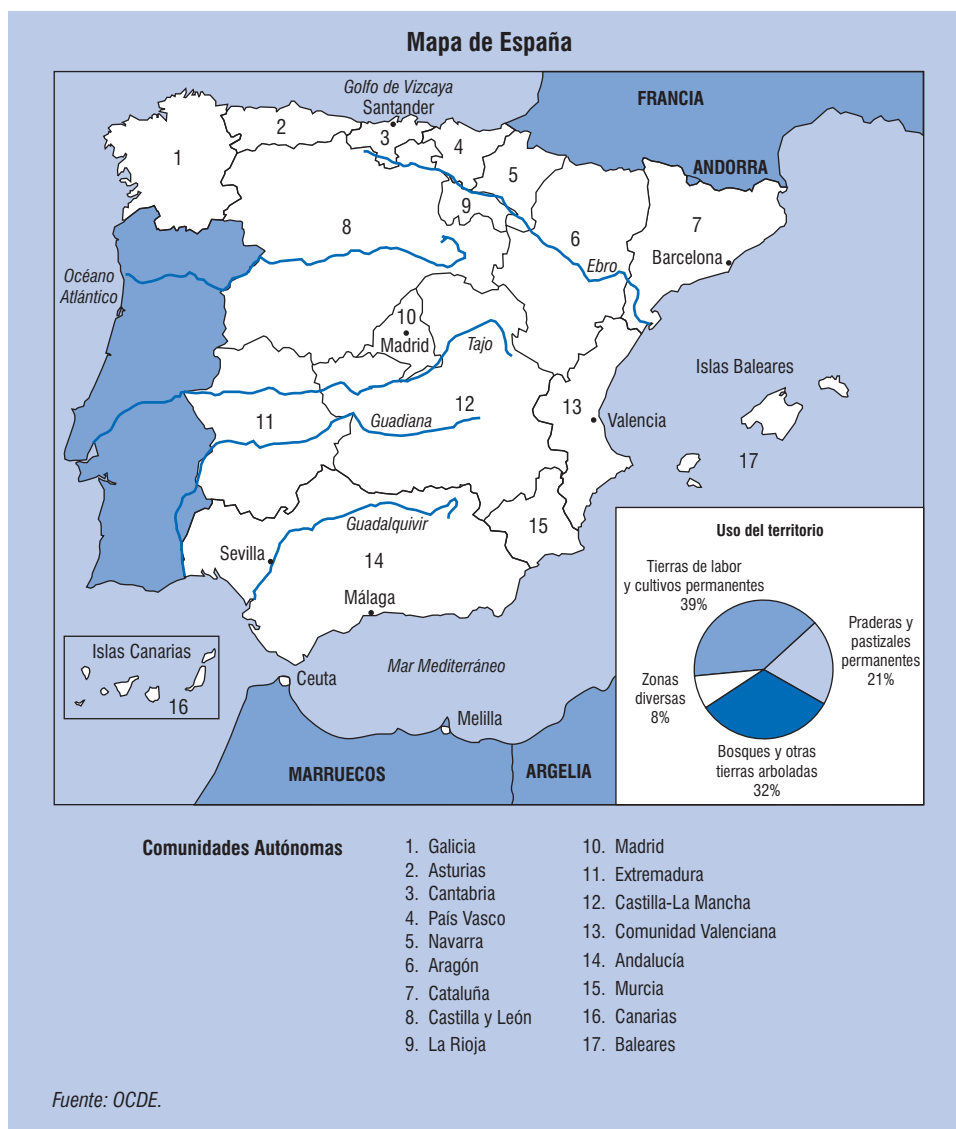 Mapa de España
Golfo de Vizcaya
Santander
FRANCIA
ANDORRA
1
2
3
4
5
6
7
8
9
Barcelona
Ebro
Océano
Atlántico
10
Madrid
Tajo
Islas Baleares
11
Guadiana
12
13
Valencia
17
Guadalquivir
15
Sevilla
14
Málaga
Islas Canarias
16
Ceuta
Mar Mediterráneo
Melilla
MARRUECOS
ARGELIA
Uso del territorio
Tierras de labor
y cultivos permanentes
39%
Praderas y
pastizales
permanentes
21%
Zonas
diversas
8%
Bosques y otras
tierras arboladas
32%
Comunidades Autónomas
1. Galicia
2. Asturias
3. Cantabria
4. País Vasco
5. Navarra
6. Aragón
7. Cataluña
8. Castilla y León
9. La Rioja
10. Madrid
11. Extremadura
12. Castilla-La Mancha
13. Comunidad Valenciana
14. Andalucía
15. Murcia
16. Canarias
17. Baleares
Fuente: OCDE.